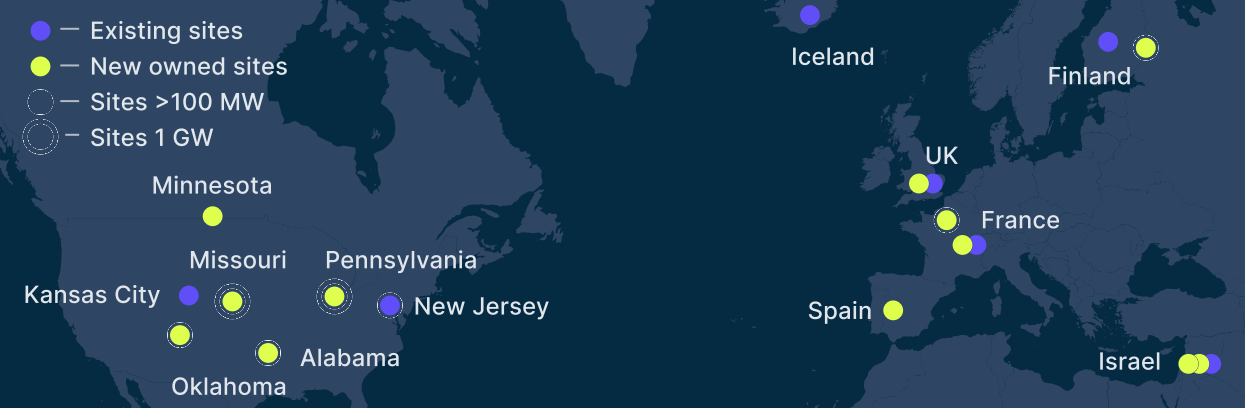 Existing sites
New owned sites
Sites >100 MW
Sites 1 GW
Minnesota
Missouri
Pennsylvania
Kansas City
New Jersey
Alabama
Oklahoma
Iceland
Finland
UK
France
Spain
Israel